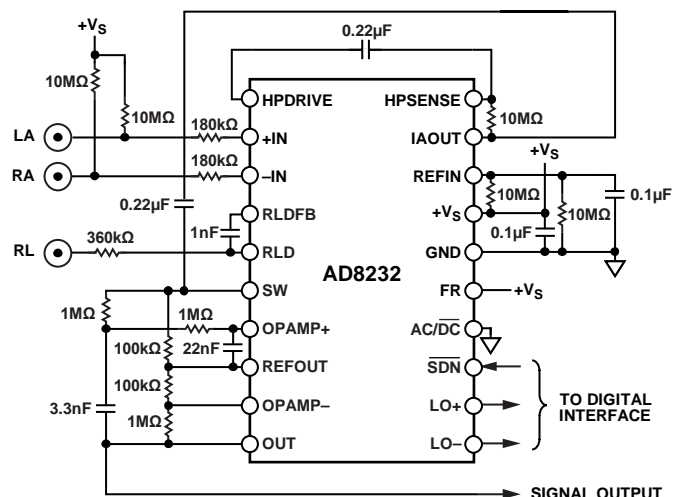 0.22µF
+VS
0.22µF
10MΩ
HPDRIVE
HPSENSE
10MΩ
10MΩ
LA
180kΩ
+IN
IAOUT
+VS
RA
180kΩ
–IN
REFIN
0.22µF
10MΩ
0.1µF
RLDFB
+VS
10MΩ
1nF
0.1µF
RL
360kΩ
RLD
GND
AD8232
SW
FR
+VS
1MΩ
1MΩ
OPAMP+
AC/DC
100kΩ
22nF
REFOUT
SDN
100kΩ
TO DIGITAL
INTERFACE
3.3nF
OPAMP–
LO+
1MΩ
OUT
LO–
SIGNAL OUTPUT